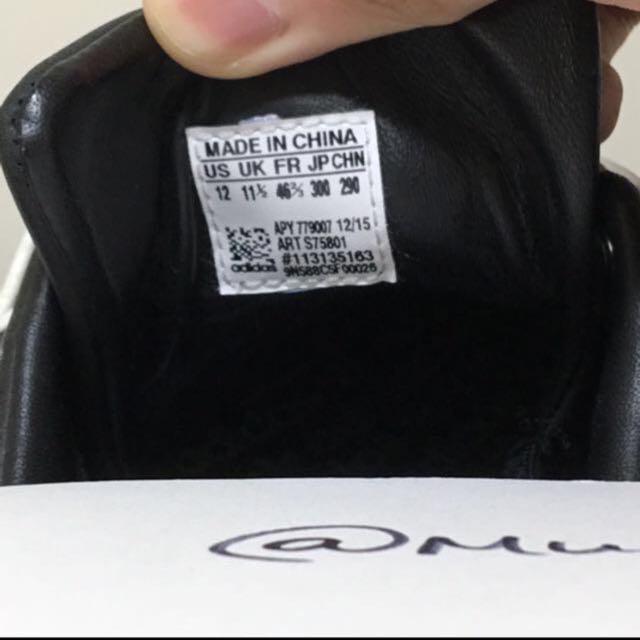 MADE IN CHINA
US UK FR JP CHN
12 11½ 46⅔ 300 290
APY 779007 12/15
ART S75801
#113135163
9N588CSF00026
adidas
@Mu